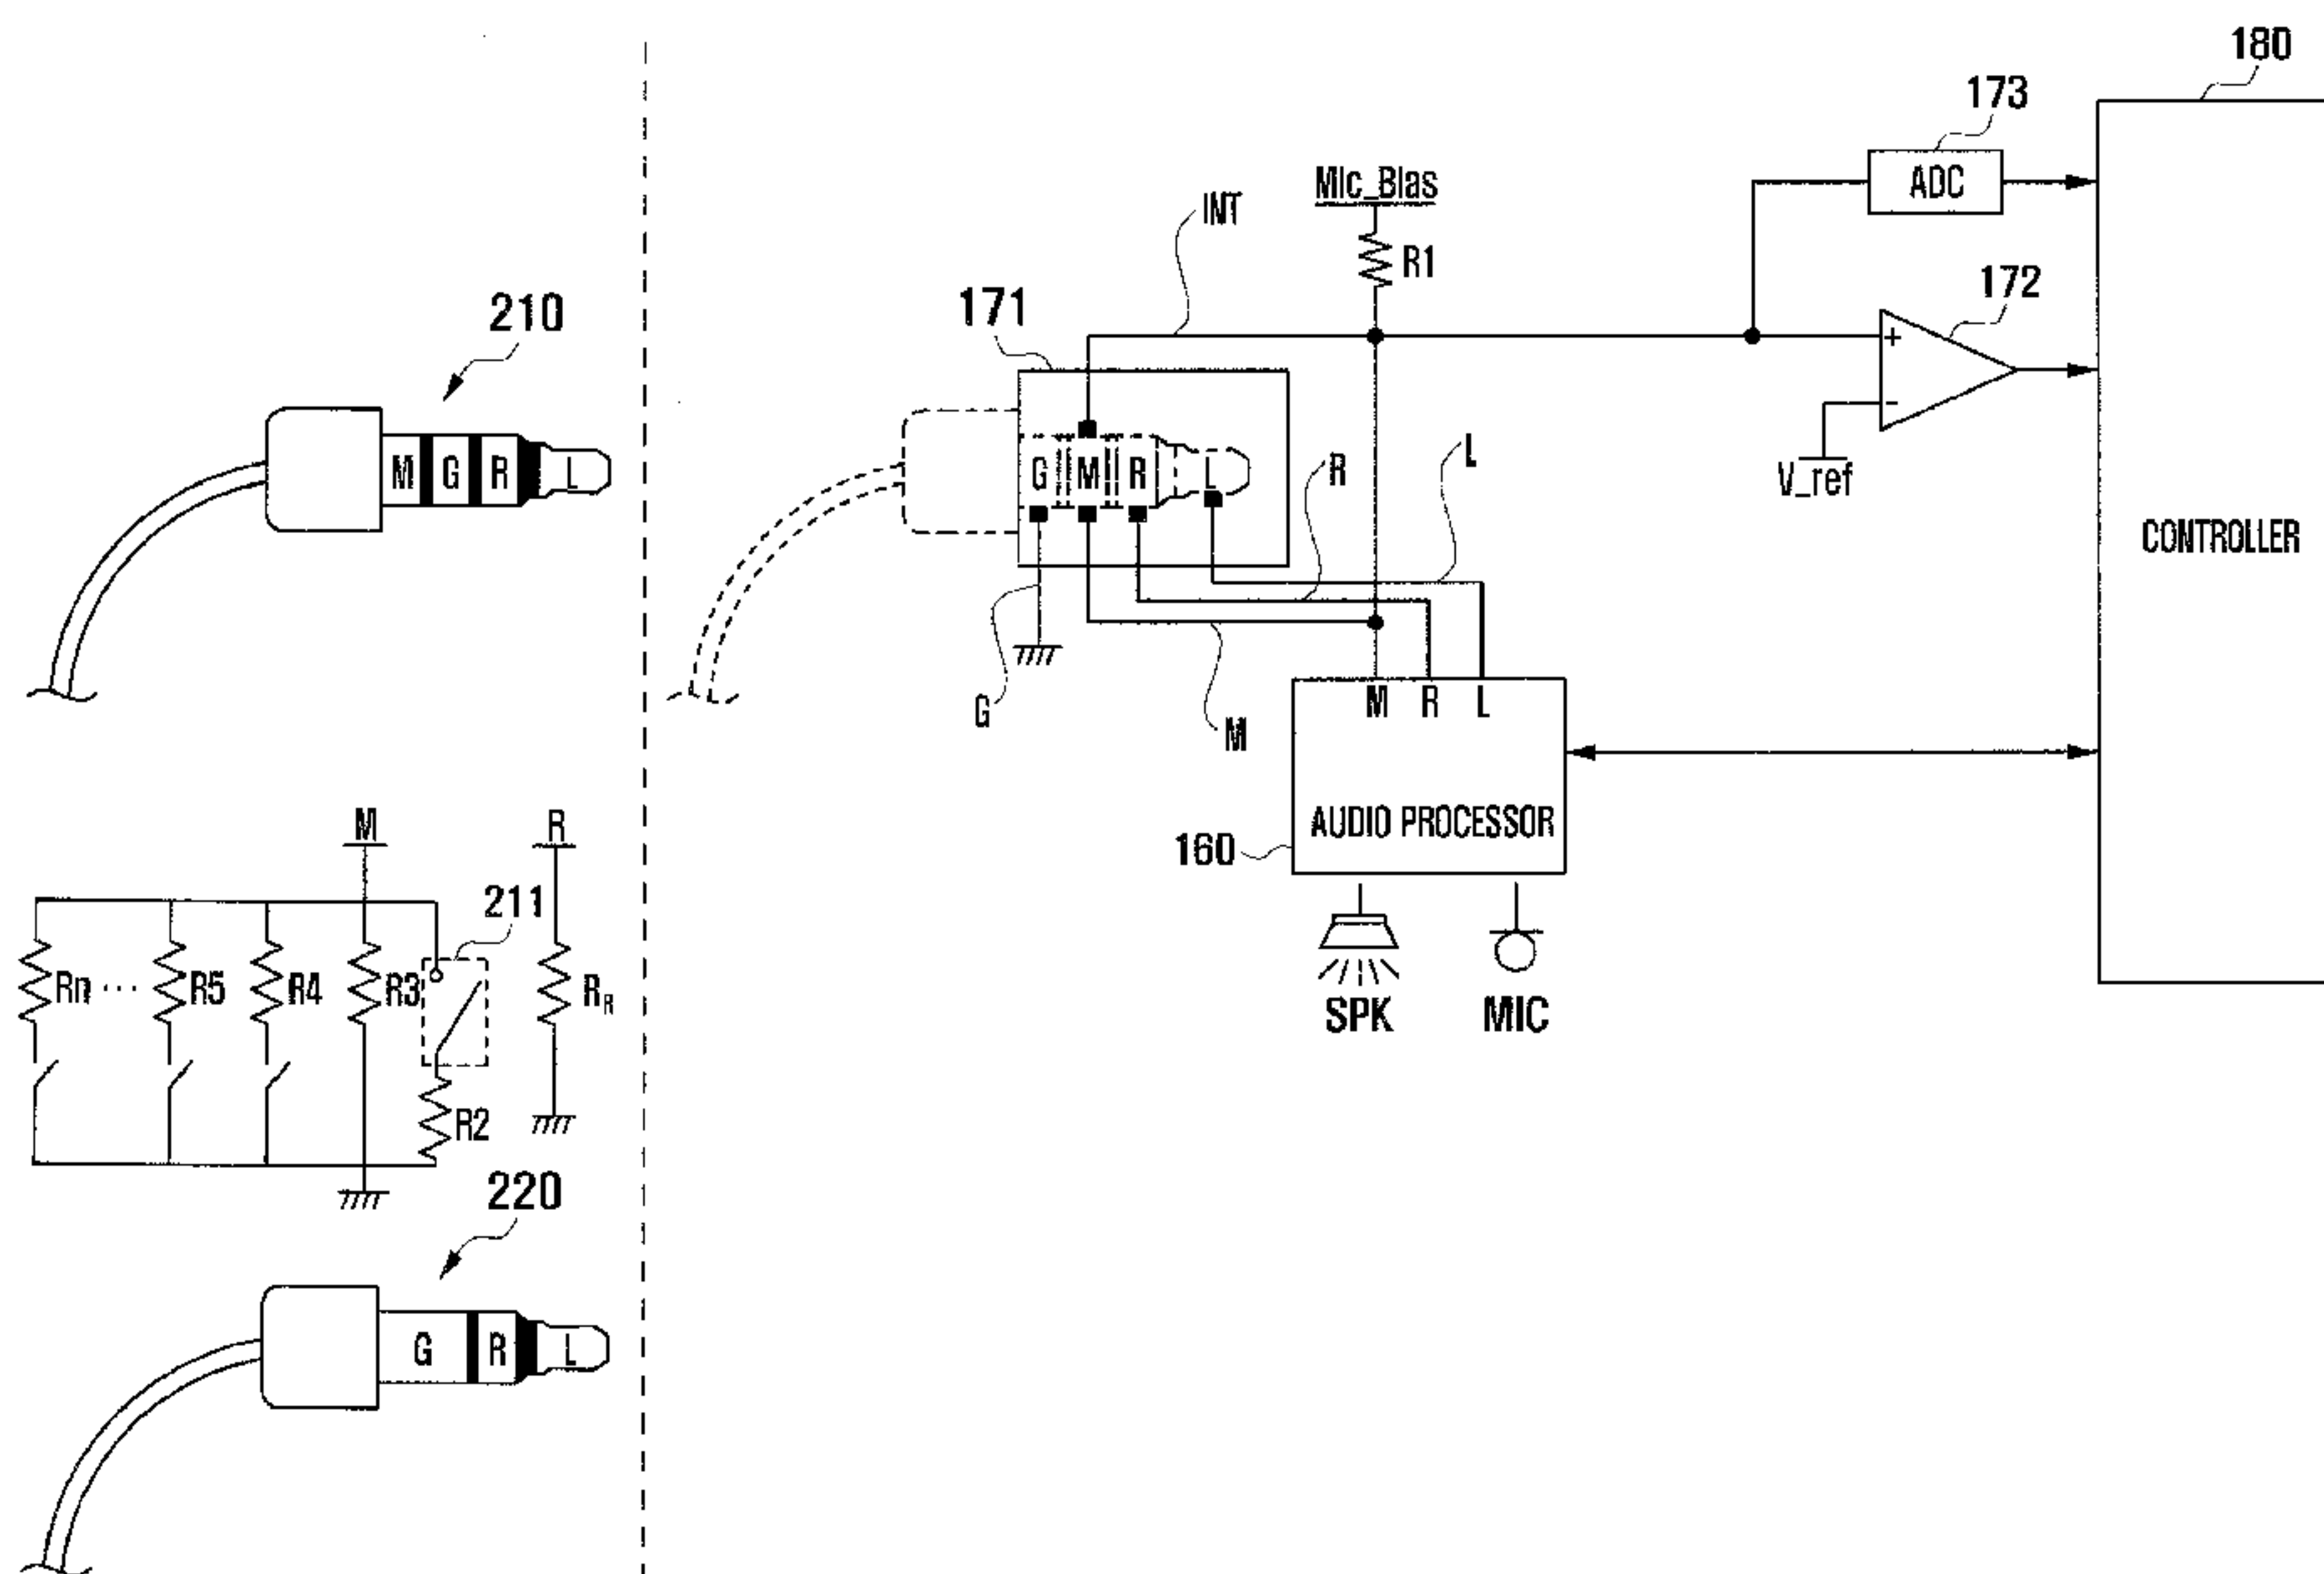 180
173
ADC
Mic_Bias
INT
R1
172
210
171
+
-
V_ref
M G R L
G M R L
R
L
CONTROLLER
G
M
M R L
AUDIO PROCESSOR
160
M
R
211
Rn ··· R5 R4 R3
RR
SPK
MIC
R2
220
G R L